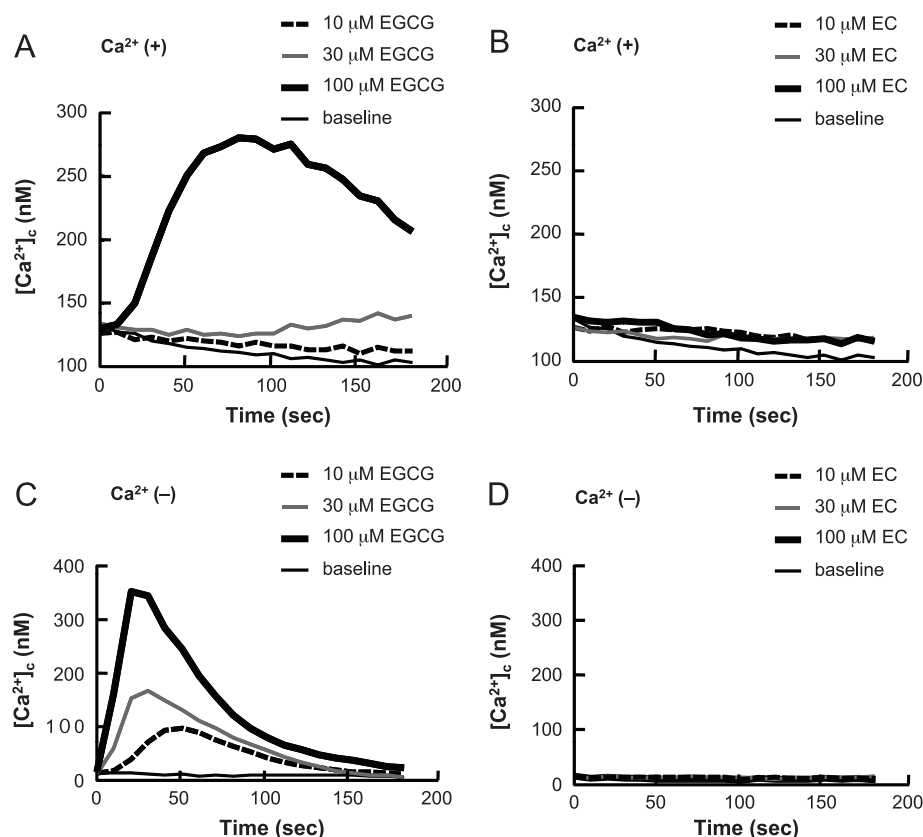 A
Ca²⁺ (+)
10 μM EGCG
30 μM EGCG
100 μM EGCG
baseline
300
250
200
150
100
[Ca²⁺]c (nM)
0
50
100
150
200
Time (sec)
B
Ca²⁺ (+)
10 μM EC
30 μM EC
100 μM EC
baseline
300
250
200
150
100
[Ca²⁺]c (nM)
0
50
100
150
200
Time (sec)
C
Ca²⁺ (–)
10 μM EGCG
30 μM EGCG
100 μM EGCG
baseline
400
300
200
100
0
[Ca²⁺]c (nM)
0
50
100
150
200
Time (sec)
D
Ca²⁺ (–)
10 μM EC
30 μM EC
100 μM EC
baseline
400
300
200
100
0
[Ca²⁺]c (nM)
0
50
100
150
200
Time (sec)